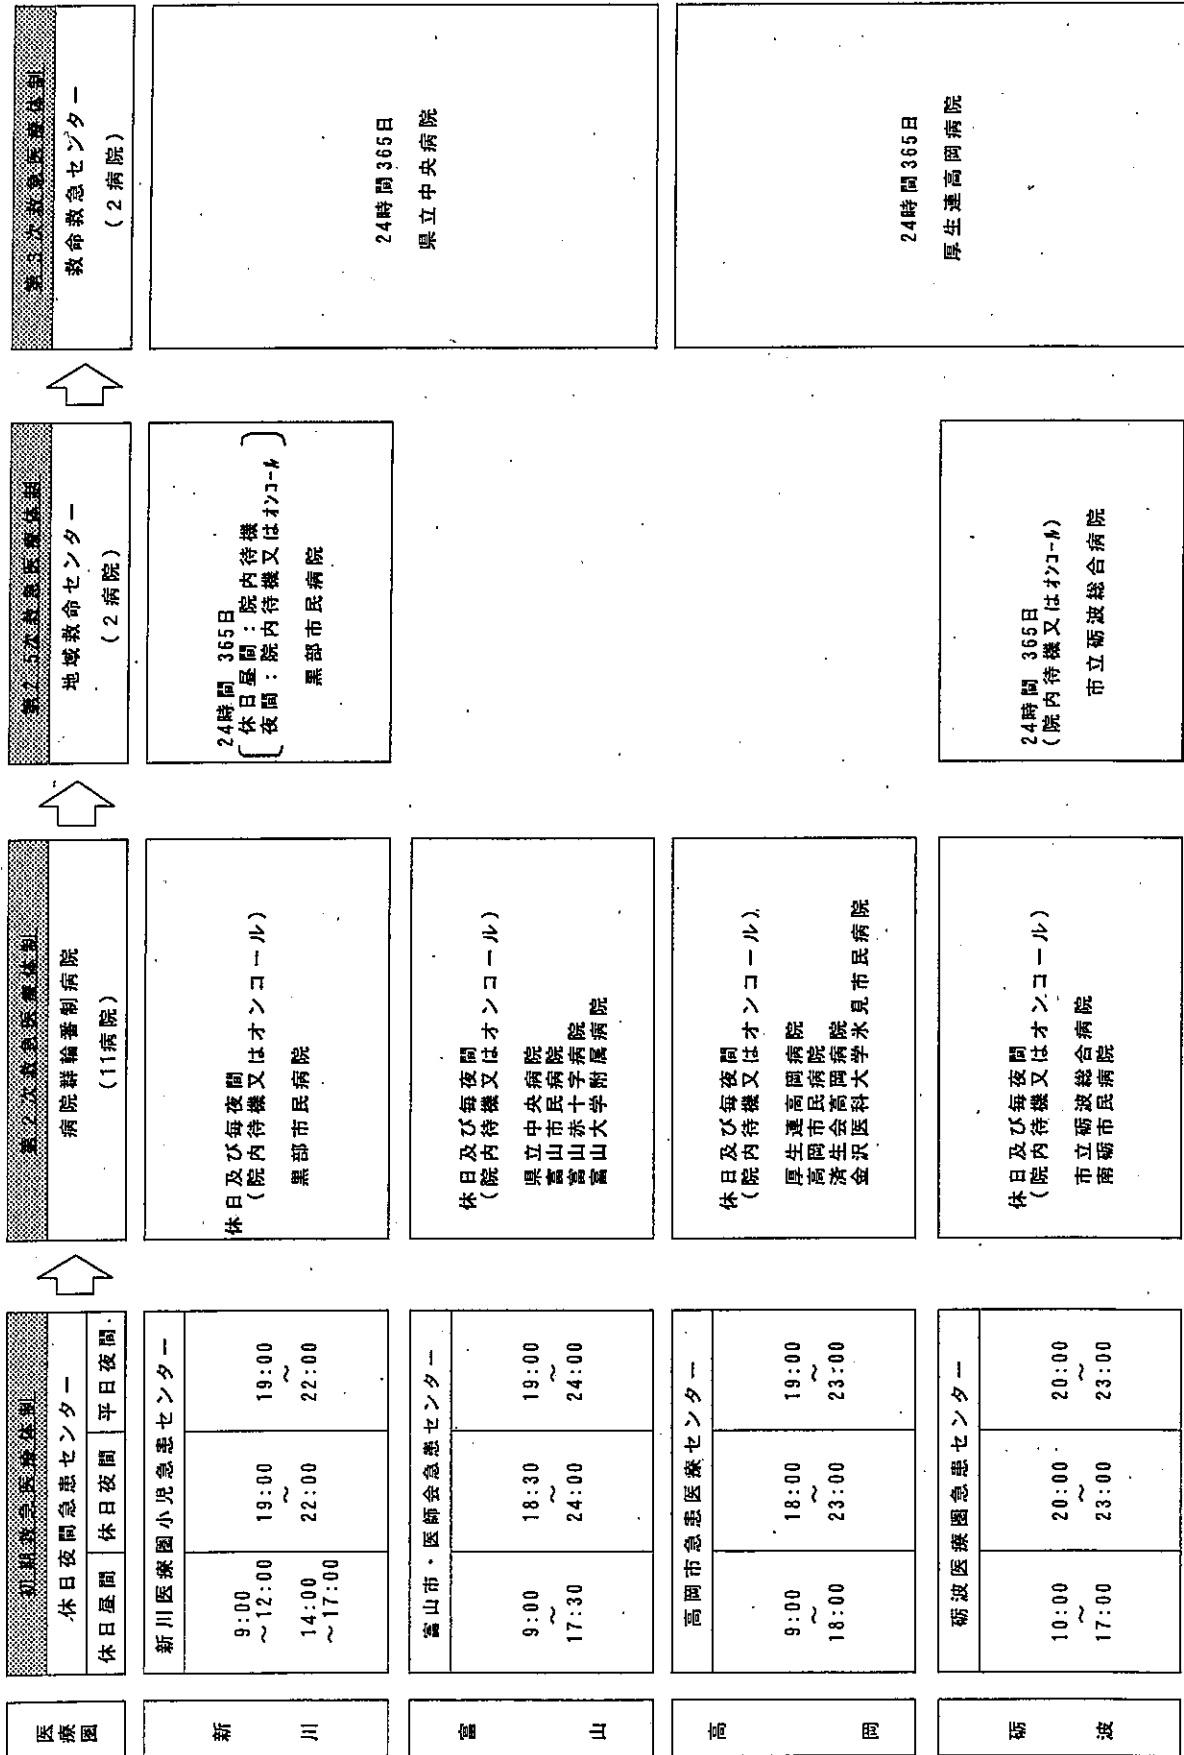 医療圏
初期救急医療体制
休日夜間急患センター
休日昼間 休日夜間 平日夜間
第2次救急医療体制
病院群輪番制病院
(11病院)
第2.5次救急医療体制
地域救命センター
(2病院)
第3次救急医療体制
救命救急センター
(2病院)
新川
新川医療圏小児急患センター
9:00
～12:00
14:00
～17:00
19:00
～
22:00
19:00
～
22:00
休日及び毎夜間
(院内待機又はオンコール)
黒部市民病院
24時間 365日
休日昼間:院内待機
夜間:院内待機又はオンコール
黒部市民病院
24時間365日
県立中央病院
富山
富山市・医師会急患センター
9:00
～
17:30
18:30
～
24:00
19:00
～
24:00
休日及び毎夜間
(院内待機又はオンコール)
県立中央病院
富山市民病院
富山赤十字病院
富山大学附属病院
高岡
高岡市急患医療センター
9:00
～
18:00
18:00
～
23:00
19:00
～
23:00
休日及び毎夜間
(院内待機又はオンコール)
厚生連高岡病院
高岡市民病院
済生会高岡病院
金沢医科大学氷見市民病院
24時間365日
厚生連高岡病院
砺波
砺波医療圏急患センター
10:00
～
17:00
20:00
～
23:00
20:00
～
23:00
休日及び毎夜間
(院内待機又はオンコール)
市立砺波総合病院
南砺市民病院
24時間 365日
(院内待機又はオンコール)
市立砺波総合病院